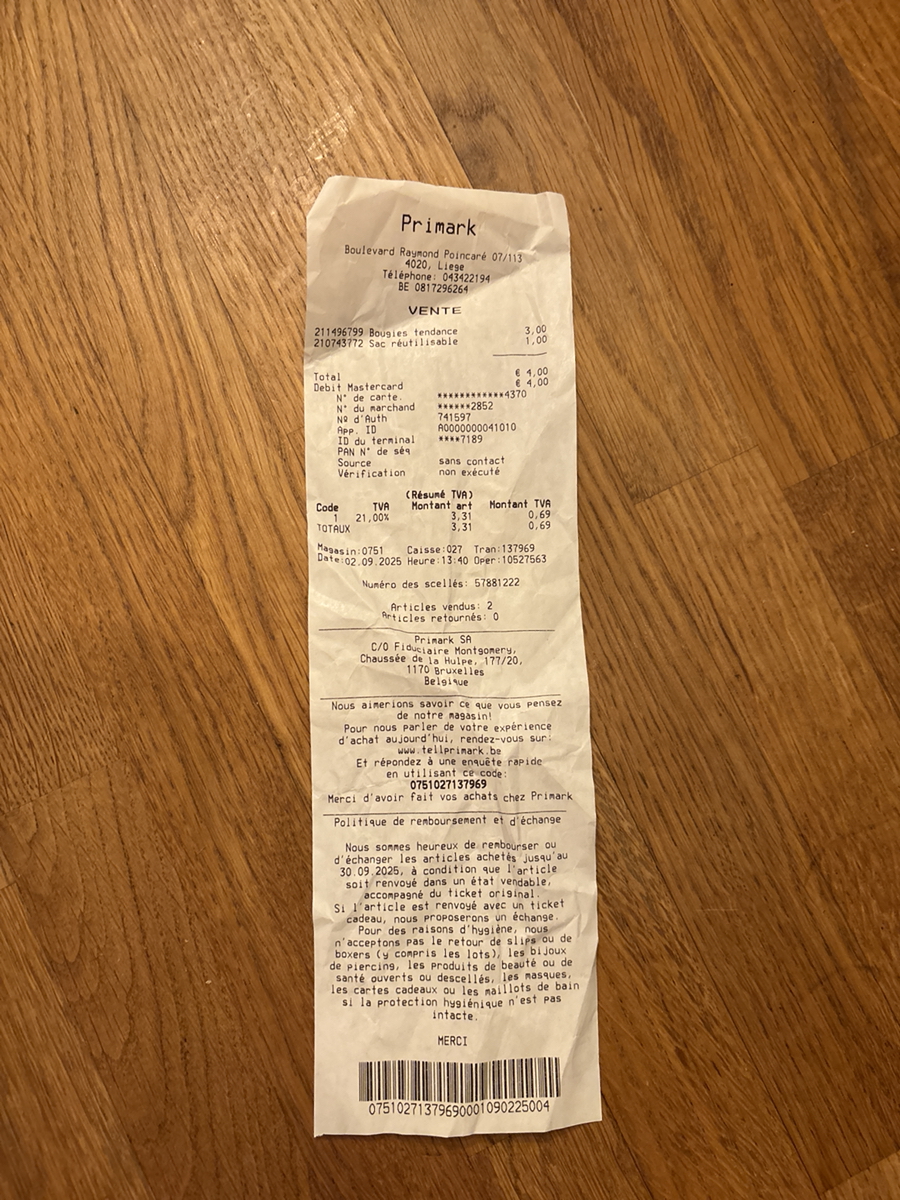 Primark
Boulevard Raymond Poincaré 07/113
4020, Liege
Téléphone: 043422194
BE 0817296264
VENTE
211496799 Bougies tendance 3,00
210743772 Sac réutilisable 1,00
Total € 4,00
Debit Mastercard € 4,00
N° de carte. ************4370
N° du marchand ******2852
Nº d'Auth 741597
App. ID A0000000041010
ID du terminal ****7189
PAN N° de séq
Source sans contact
Vérification non exécuté
(Résumé TVA)
Code TVA Montant art Montant TVA
1 21,00% 3,31 0,69
TOTAUX 3,31 0,69
Magasin:0751 Caisse:027 Tran:137969
Date:02.09.2025 Heure:13:40 Oper:10527563
Numéro des scellés: 57881222
Articles vendus: 2
Articles retournés: 0
Primark SA
C/O Fiduciaire Montgomery,
Chaussée de la Hulpe, 177/20,
1170 Bruxelles
Belgique
Nous aimerions savoir ce que vous pensez
de notre magasin!
Pour nous parler de votre expérience
d'achat aujourd'hui, rendez-vous sur:
www.tellprimark.be
Et répondez à une enquête rapide
en utilisant ce code:
0751027137969
Merci d'avoir fait vos achats chez Primark
Politique de remboursement et d'échange
Nous sommes heureux de rembourser ou
d'échanger les articles achetés jusqu'au
30.09.2025, à condition que l'article
soit renvoyé dans un état vendable,
accompagné du ticket original.
Si l'article est renvoyé avec un ticket
cadeau, nous proposerons un échange.
Pour des raisons d'hygiène, nous
n'acceptons pas le retour de slips ou de
boxers (y compris les lots), les bijoux
de piercing, les produits de beauté ou de
santé ouverts ou descellés, les masques,
les cartes cadeaux ou les maillots de bain
si la protection hygiénique n'est pas
intacte.
MERCI
07510271379690001090225004